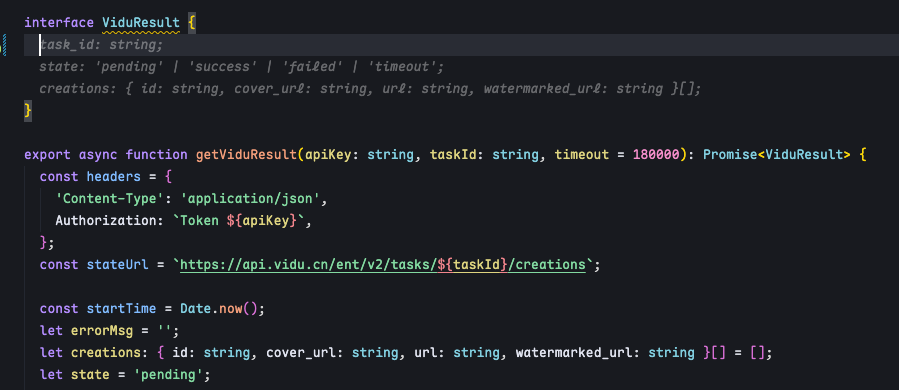 interface ViduResult {
task_id: string;
state: 'pending' | 'success' | 'failed' | 'timeout';
creations: { id: string, cover_url: string, url: string, watermarked_url: string }[];
}
export async function getViduResult(apiKey: string, taskId: string, timeout = 180000): Promise<ViduResult> {
const headers = {
'Content-Type': 'application/json',
Authorization: `Token ${apiKey}`,
};
const stateUrl = `https://api.vidu.cn/ent/v2/tasks/${taskId}/creations`;
const startTime = Date.now();
let errorMsg = '';
let creations: { id: string, cover_url: string, url: string, watermarked_url: string }[] = [];
let state = 'pending';